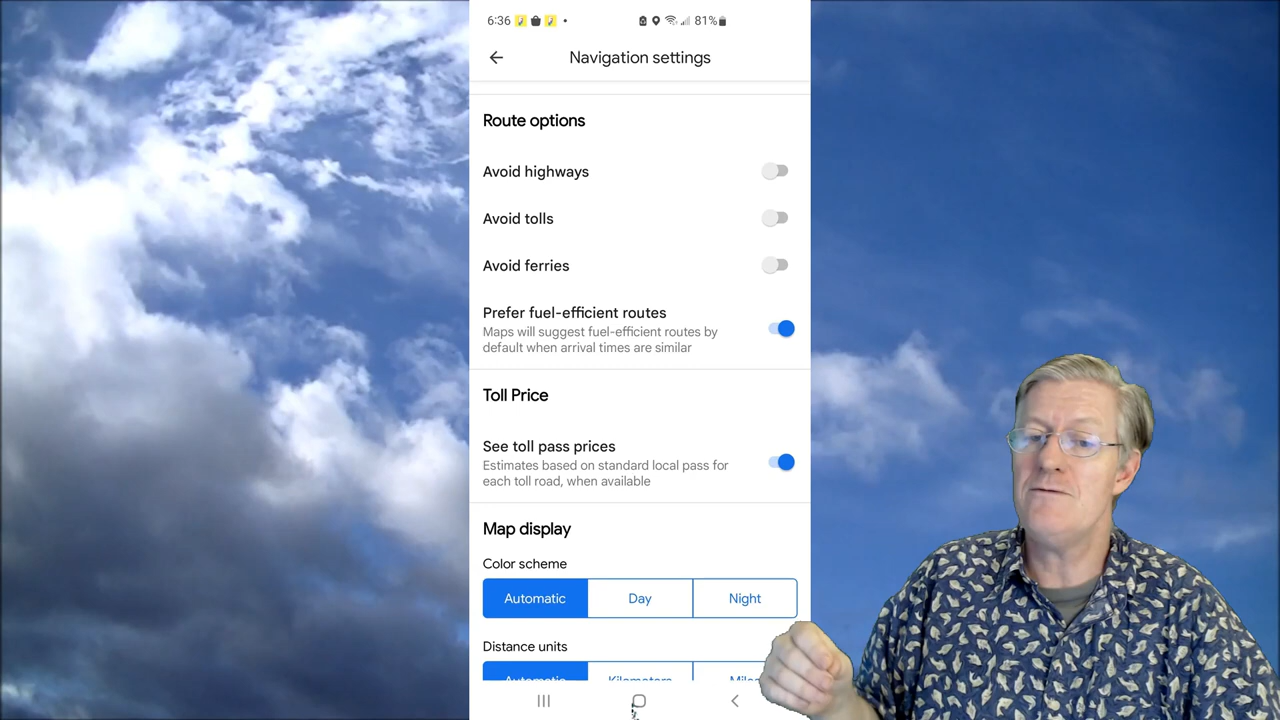 6:36 81%
Navigation settings
Route options
Avoid highways
Avoid tolls
Avoid ferries
Prefer fuel-efficient routes
Maps will suggest fuel-efficient routes by
default when arrival times are similar
Toll Price
See toll pass prices
Estimates based on standard local pass for
each toll road, when available
Map display
Color scheme
Automatic Day Night
Distance units
Automatic Kilometers Miles